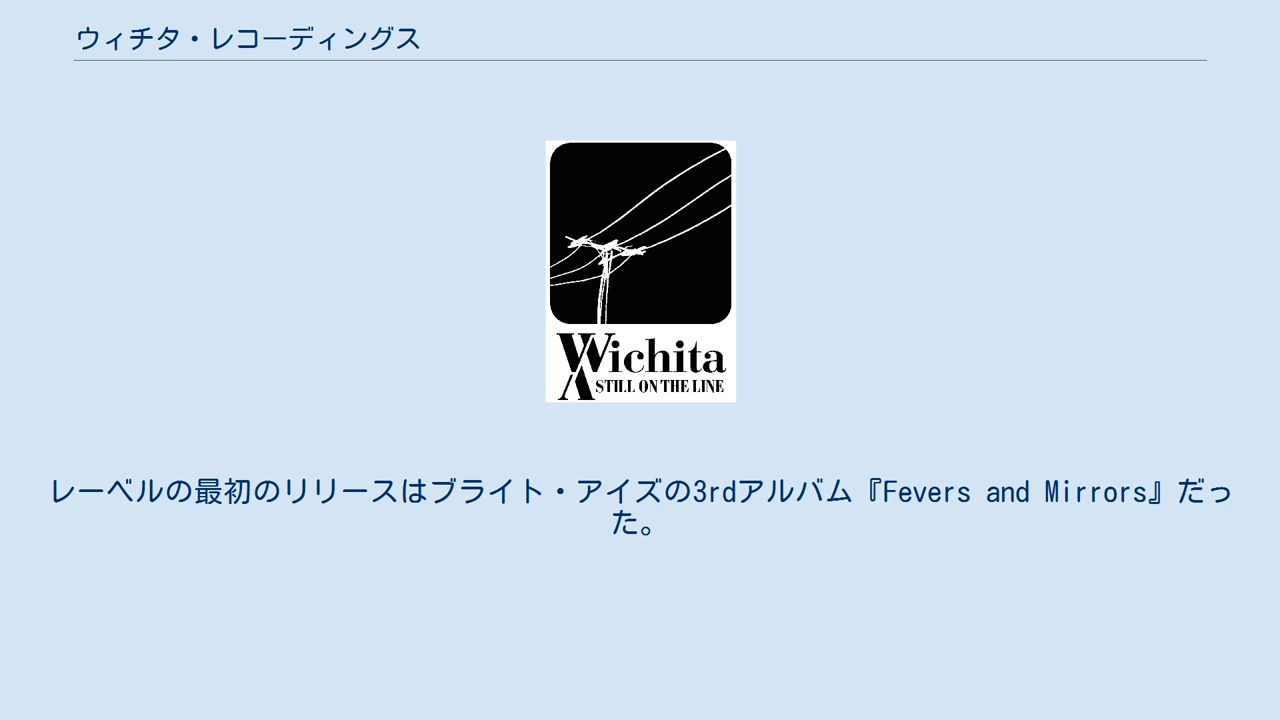 ウィチタ・レコーディングス
Wichita
STILL ON THE LINE
レーベルの最初のリリースはブライト・アイズの3rdアルバム『Fevers and Mirrors』だっ
た。